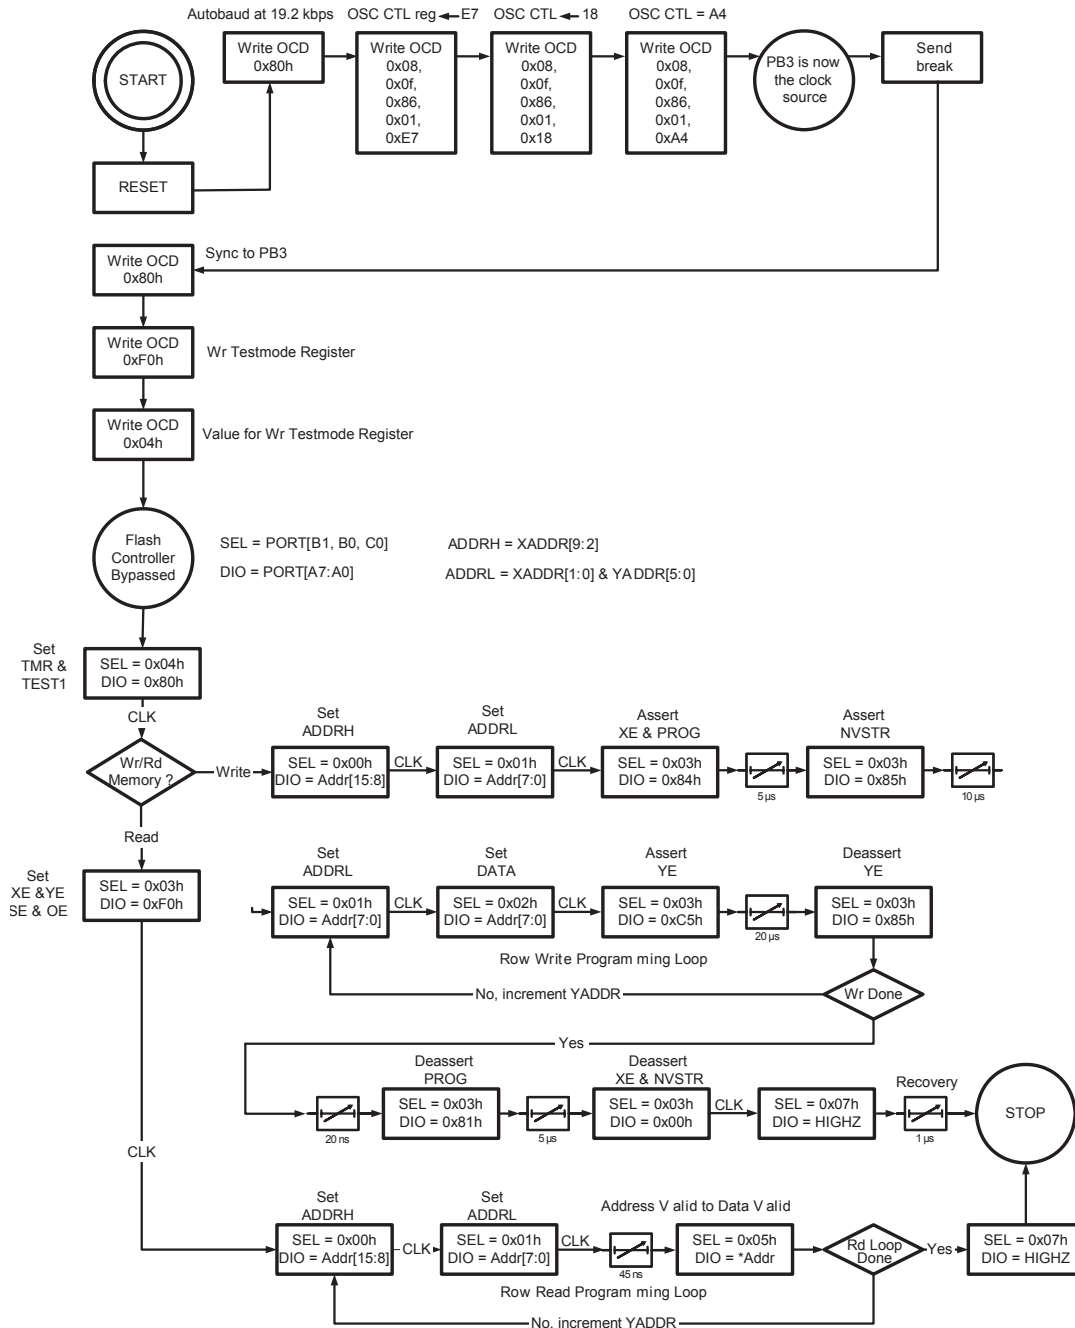 Autobaud at 19.2 kbps
OSC CTL reg ← E7
OSC CTL ← 18
OSC CTL = A4
START
Write OCD
0x80h
Write OCD
0x08,
0x0f,
0x86,
0x01,
0xE7
Write OCD
0x08,
0x0f,
0x86,
0x01,
0x18
Write OCD
0x08,
0x0f,
0x86,
0x01,
0xA4
PB3 is now
the clock
source
Send
break
RESET
Write OCD
0x80h
Sync to PB3
Write OCD
0xF0h
Wr Testmode Register
Write OCD
0x04h
Value for Wr Testmode Register
Flash
Controller
Bypassed
SEL = PORT[B1, B0, C0]
ADDRH = XADDR[9:2]
DIO = PORT[A7:A0]
ADDRL = XADDR[1:0] & YADDR[5:0]
Set
TMR &
TEST1
SEL = 0x04h
DIO = 0x80h
CLK
Wr/Rd
Memory ?
Write
Set
ADDRH
SEL = 0x00h
DIO = Addr[15:8]
CLK
Set
ADDRL
SEL = 0x01h
DIO = Addr[7:0]
CLK
Assert
XE & PROG
SEL = 0x03h
DIO = 0x84h
5 µs
Assert
NVSTR
SEL = 0x03h
DIO = 0x85h
10 µs
Read
Set
XE &YE
SE & OE
SEL = 0x03h
DIO = 0xF0h
Set
ADDRL
SEL = 0x01h
DIO = Addr[7:0]
CLK
Set
DATA
SEL = 0x02h
DIO = Addr[7:0]
CLK
Assert
YE
SEL = 0x03h
DIO = 0xC5h
20 µs
Deassert
YE
SEL = 0x03h
DIO = 0x85h
Row Write Program ming Loop
No, increment YADDR
Wr Done
Yes
20 ns
Deassert
PROG
SEL = 0x03h
DIO = 0x81h
5 µs
Deassert
XE & NVSTR
SEL = 0x03h
DIO = 0x00h
CLK
SEL = 0x07h
DIO = HIGHZ
Recovery
1 µs
STOP
CLK
Set
ADDRH
SEL = 0x00h
DIO = Addr[15:8]
CLK
Set
ADDRL
SEL = 0x01h
DIO = Addr[7:0]
CLK
45 ns
Address V alid to Data V alid
SEL = 0x05h
DIO = *Addr
Rd Loop
Done
Yes
SEL = 0x07h
DIO = HIGHZ
Row Read Program ming Loop
No, increment YADDR